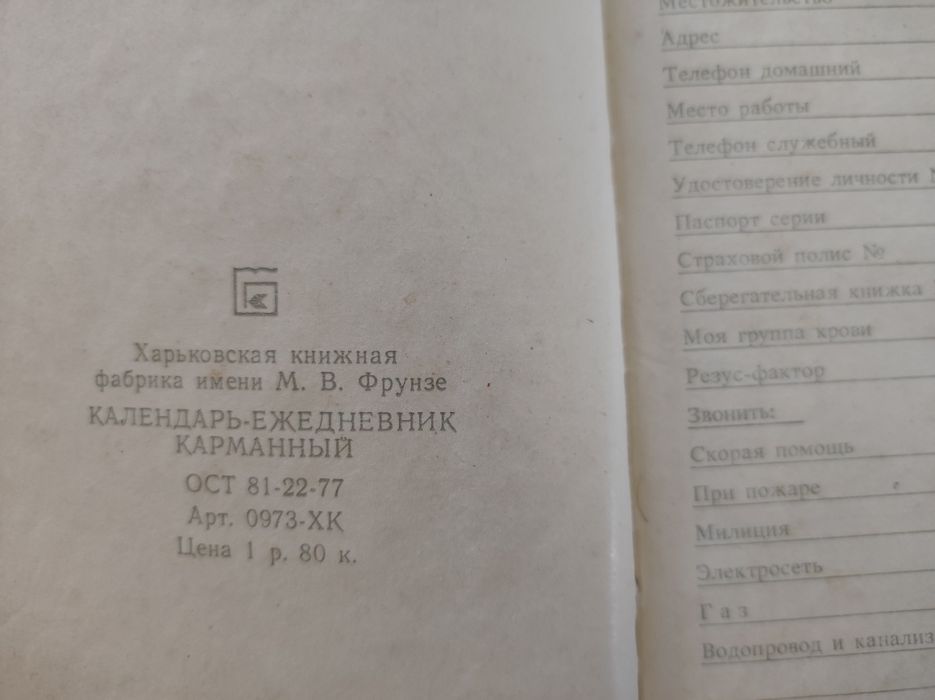 Харьковская книжная
фабрика имени М. В. Фрунзе
КАЛЕНДАРЬ-ЕЖЕДНЕВНИК
КАРМАННЫЙ
ОСТ 81-22-77
Арт. 0973-ХК
Цена 1 р. 80 к.
Местожительство
Адрес
Телефон домашний
Место работы
Телефон служебный
Удостоверение личности
Паспорт серии
Страховой полис №
Сберегательная книжка
Моя группа крови
Резус-фактор
Звонить:
Скорая помощь
При пожаре
Милиция
Электросеть
Газ
Водопровод и канализ